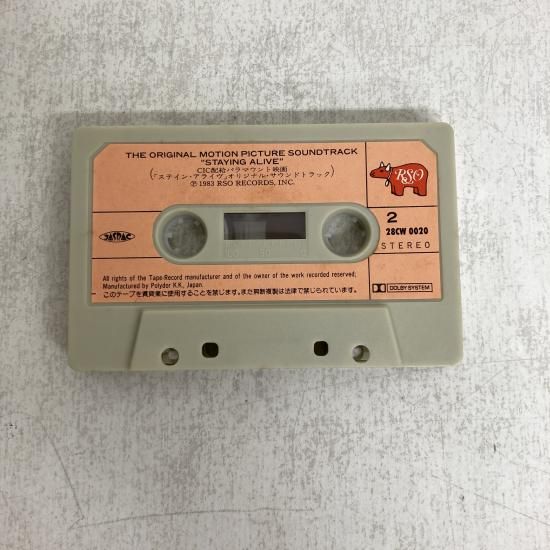 THE ORIGINAL MOTION PICTURE SOUNDTRACK
"STAYING ALIVE"
CIC配給パラマウント映画
(「ステイン・アライヴ」オリジナル・サウンドトラック)
Ⓟ 1983 RSO RECORDS, INC.
RSO
2
28CW 0020
STEREO
JASRAC
All rights of the Tape-Record manufacturer and of the owner of the work recorded reserved;
Manufactured by Polydor K.K., Japan.
このテープを賃貸業に使用することを禁じます。また無断複製は法律で禁じられています。
DOLBY SYSTEM